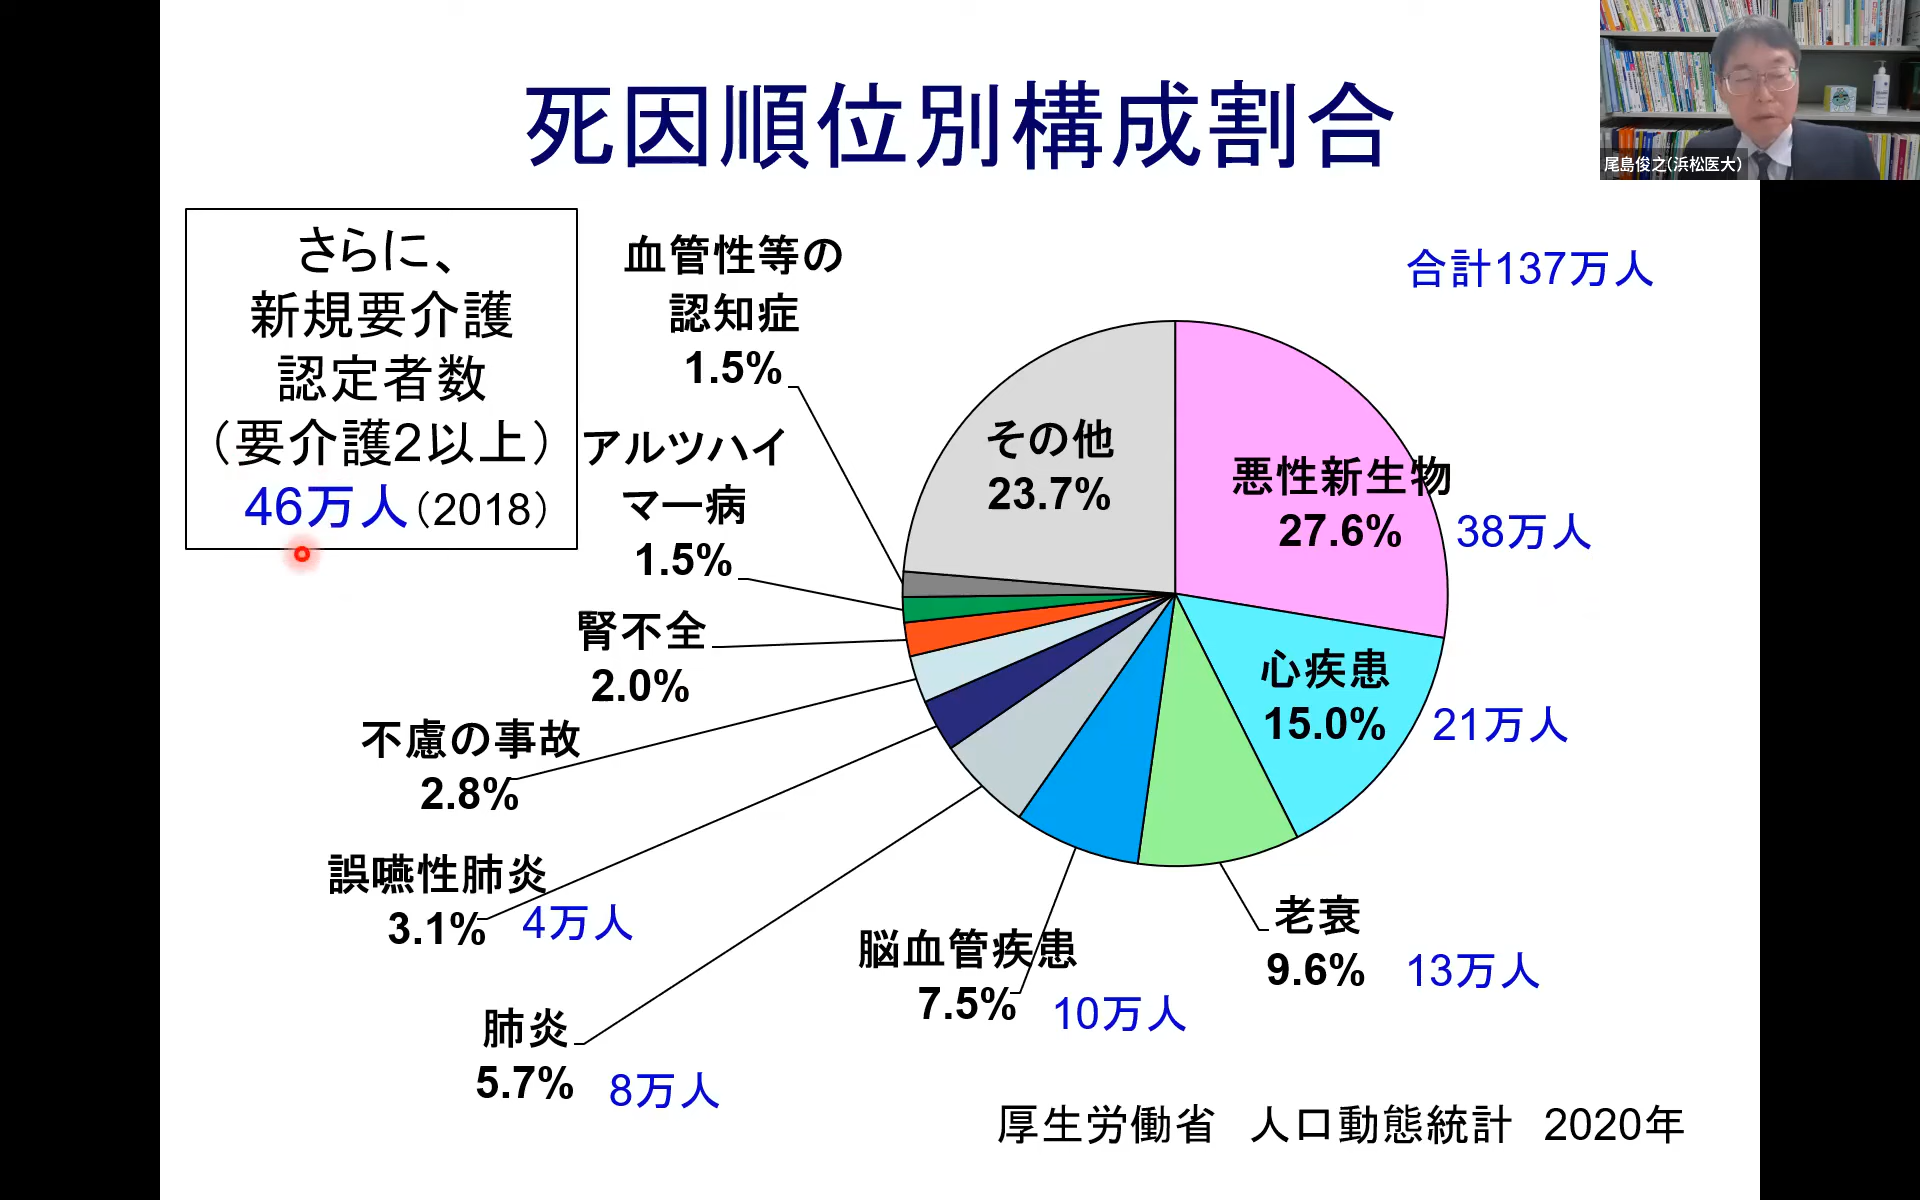 死因順位別構成割合
尾島俊之(浜松医大)
さらに、
新規要介護
認定者数
（要介護2以上）
46万人（2018）
合計137万人
血管性等の
認知症
1.5%
アルツハイ
マー病
1.5%
腎不全
2.0%
不慮の事故
2.8%
誤嚥性肺炎
3.1%
4万人
肺炎
5.7%
8万人
脳血管疾患
7.5%
10万人
老衰
9.6%
13万人
心疾患
15.0%
21万人
悪性新生物
27.6%
38万人
その他
23.7%
厚生労働省　人口動態統計　2020年